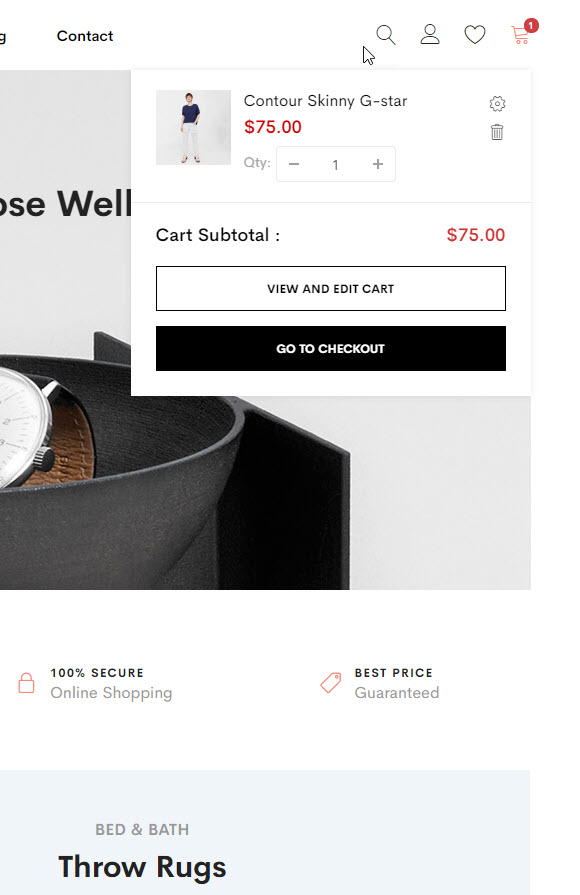 g
Contact
1
Contour Skinny G-star
$75.00
Qty: − 1 +
ose Well
Cart Subtotal :
$75.00
VIEW AND EDIT CART
GO TO CHECKOUT
100% SECURE
Online Shopping
BEST PRICE
Guaranteed
BED & BATH
Throw Rugs